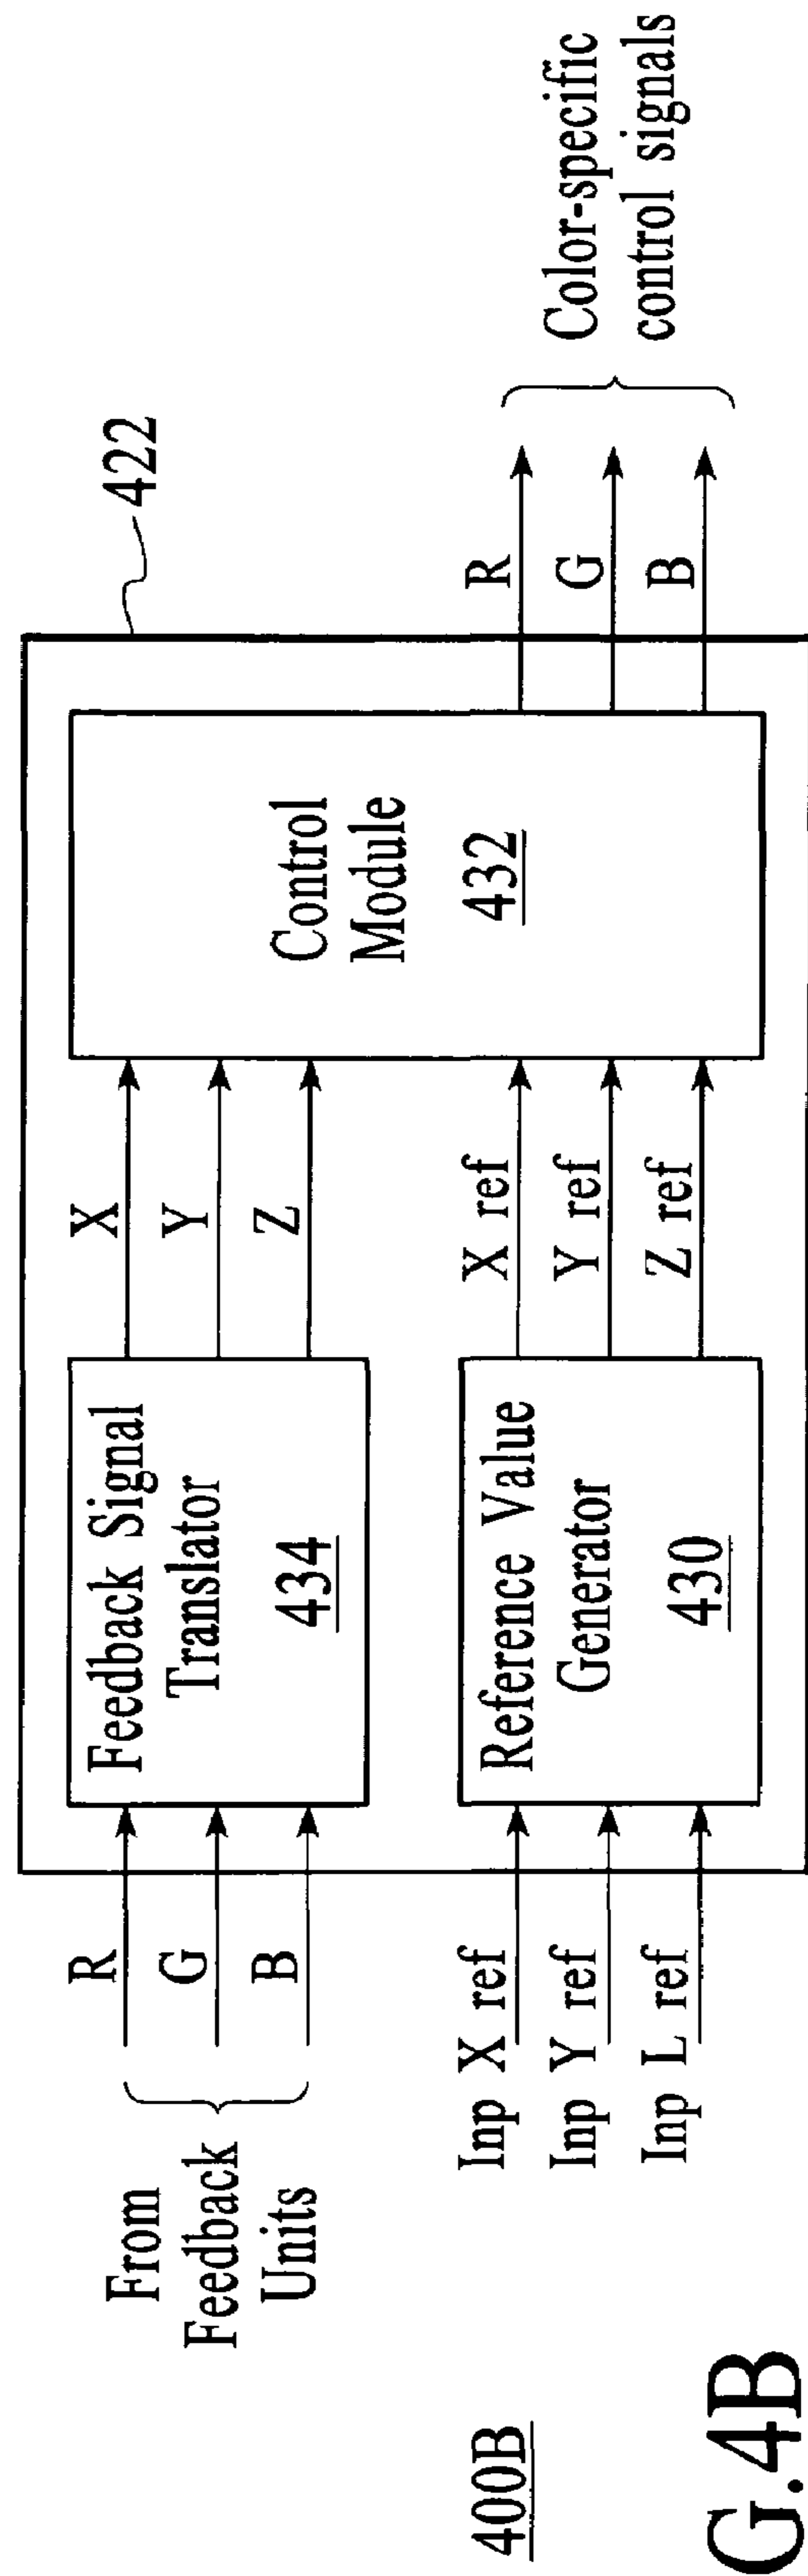 422
From
Feedback
Units
R
G
B
Feedback Signal
Translator
434
X
Y
Z
Control
Module
432
R
G
B
Color-specific
control signals
Inp X ref
Inp Y ref
Inp L ref
Reference Value
Generator
430
X ref
Y ref
Z ref
400B
G.4B